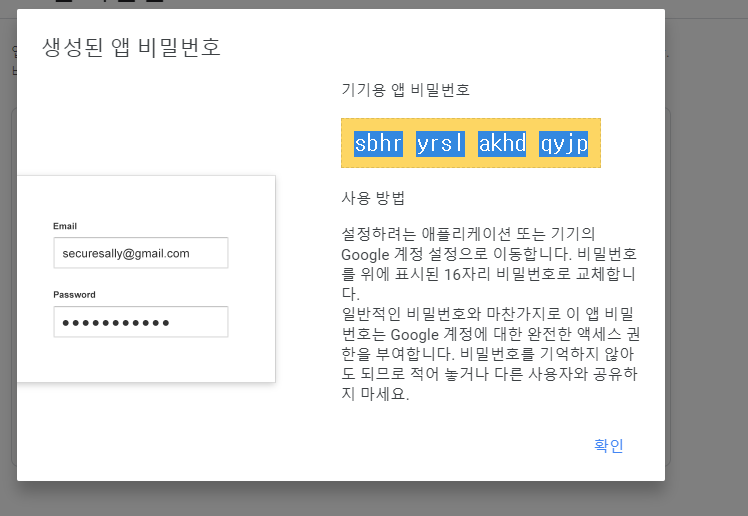 생성된 앱 비밀번호
기기용 앱 비밀번호
sbhr yrsl akhd qyjp
사용 방법
설정하려는 애플리케이션 또는 기기의
Google 계정 설정으로 이동합니다. 비밀번호
를 위에 표시된 16자리 비밀번호로 교체합니
다.
일반적인 비밀번호와 마찬가지로 이 앱 비밀
번호는 Google 계정에 대한 완전한 액세스 권
한을 부여합니다. 비밀번호를 기억하지 않아
도 되므로 적어 놓거나 다른 사용자와 공유하
지 마세요.
Email
securesally@gmail.com
Password
확인